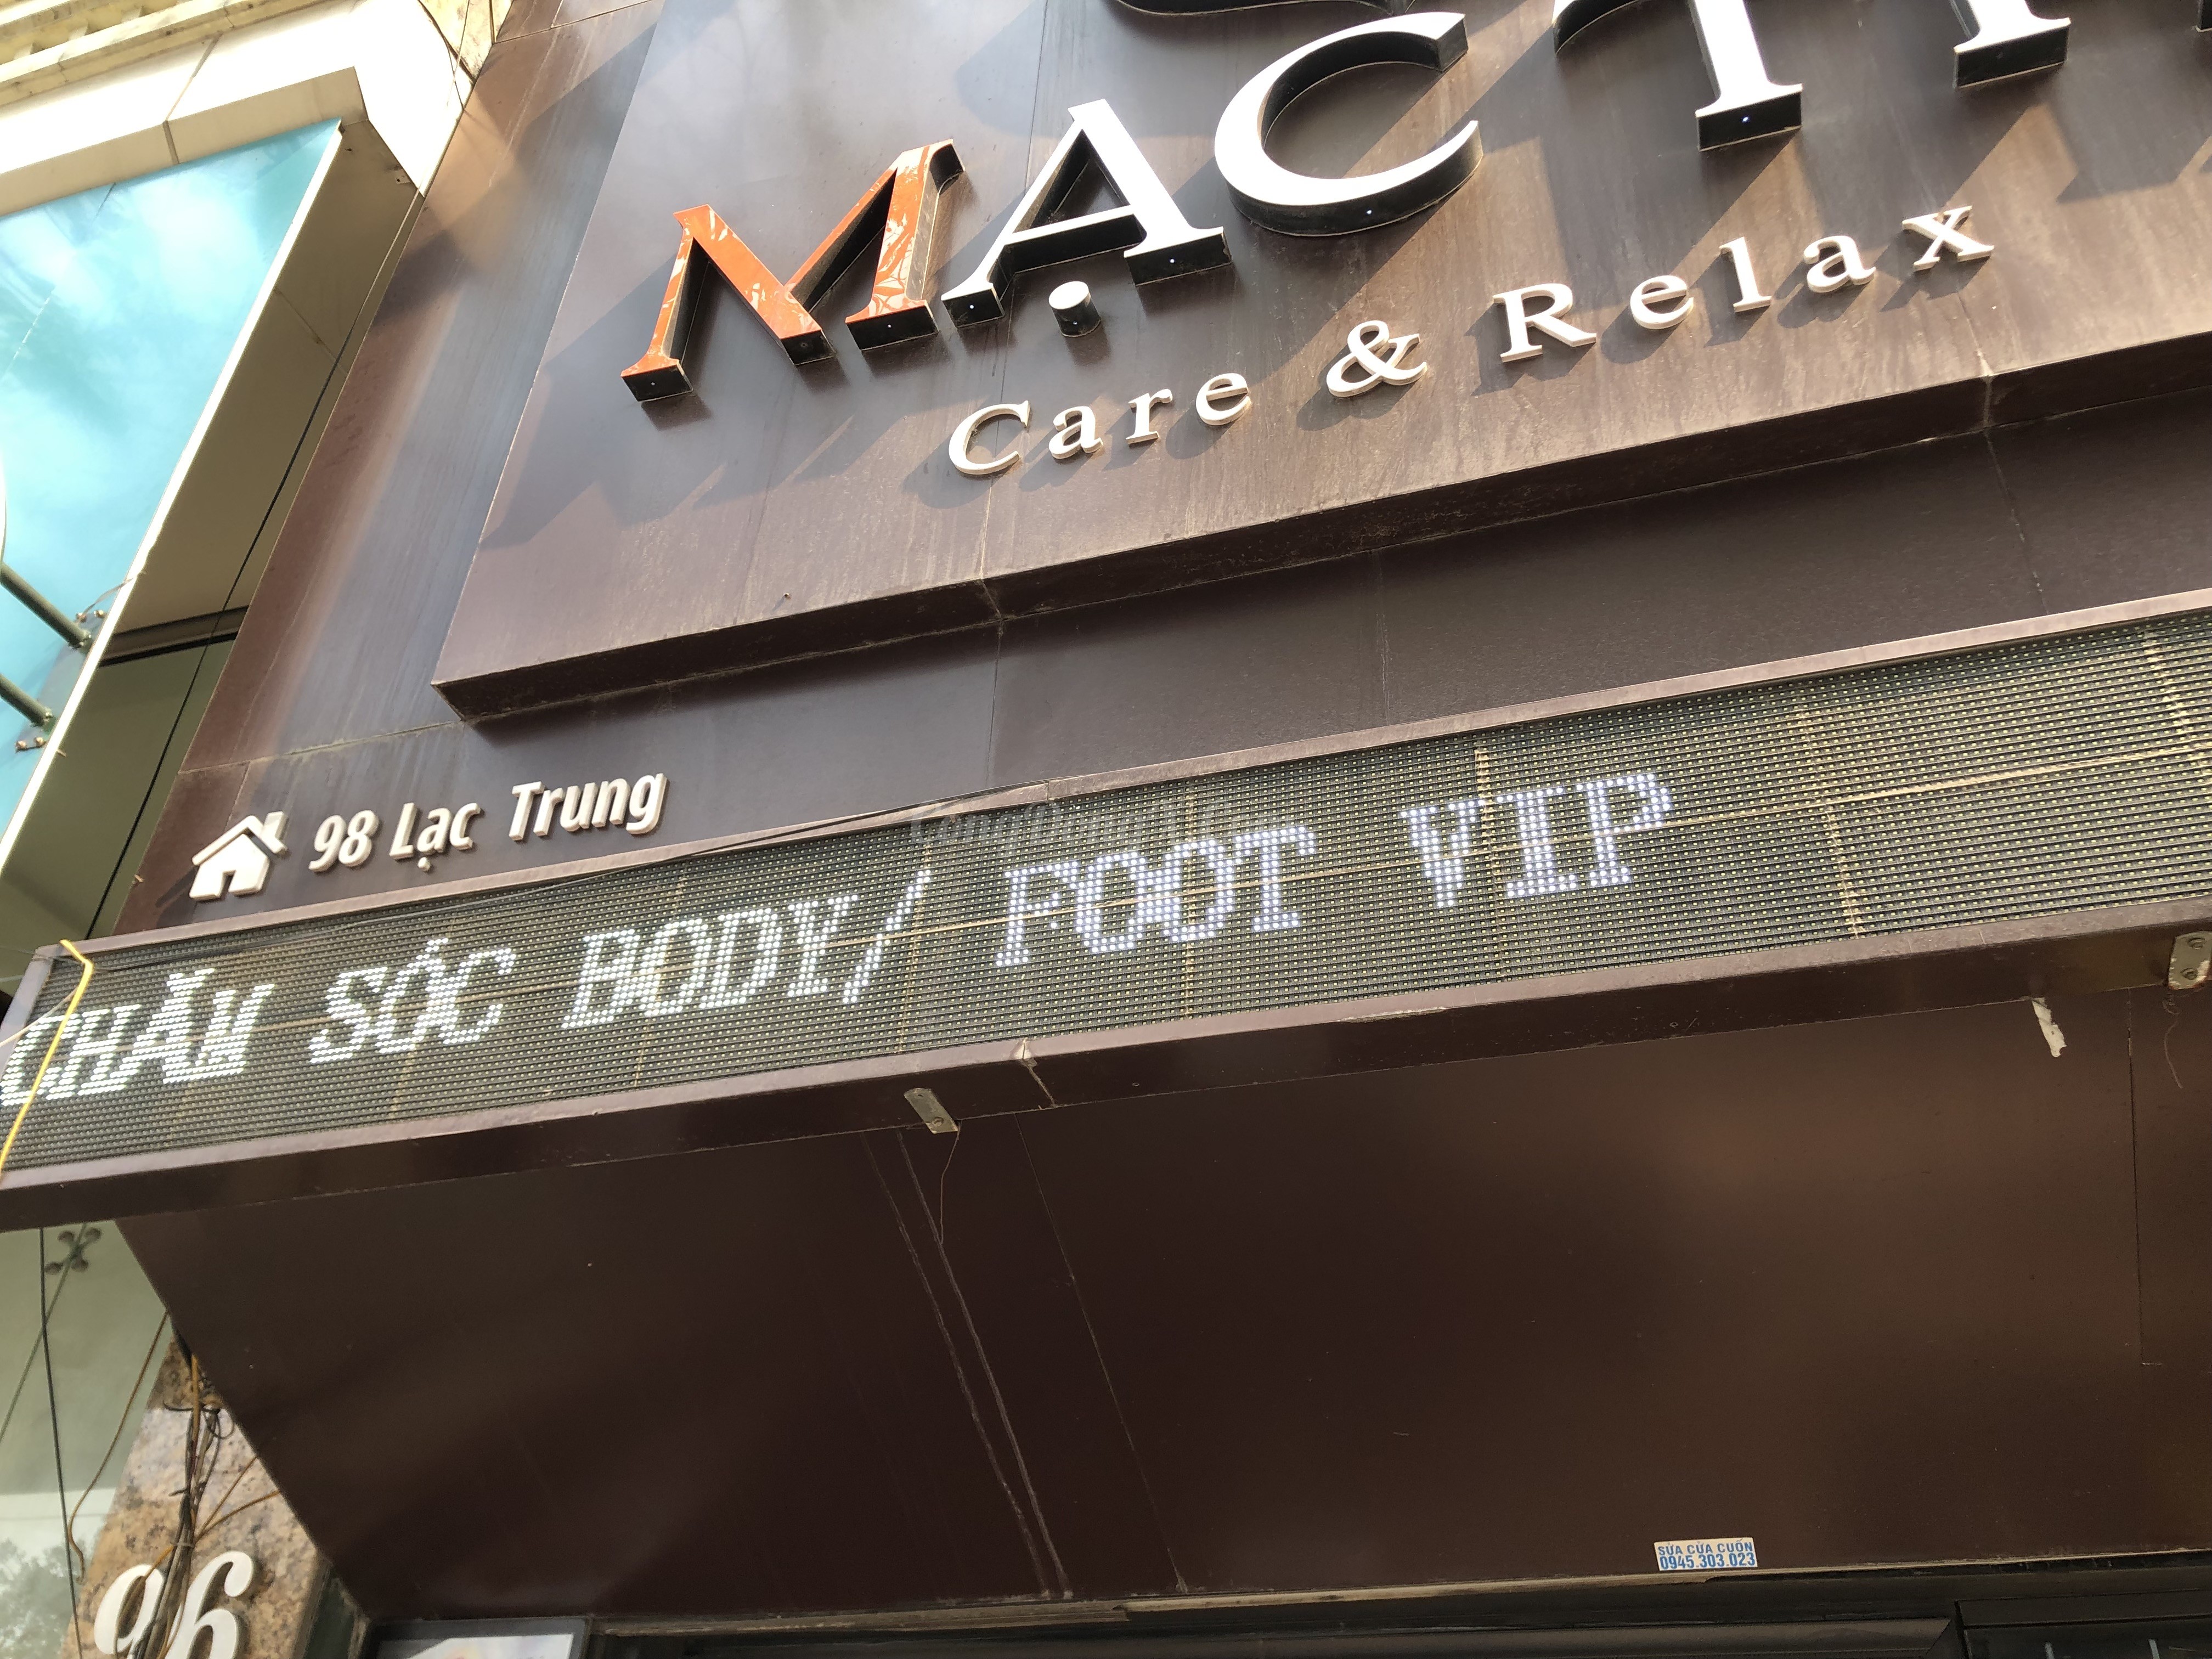 MẠC
Care & Relax
98 Lạc Trung
CHĂM SÓC BODY/ FOOT VIP
SỬA CỬA CUỐN
0945.303.023
96